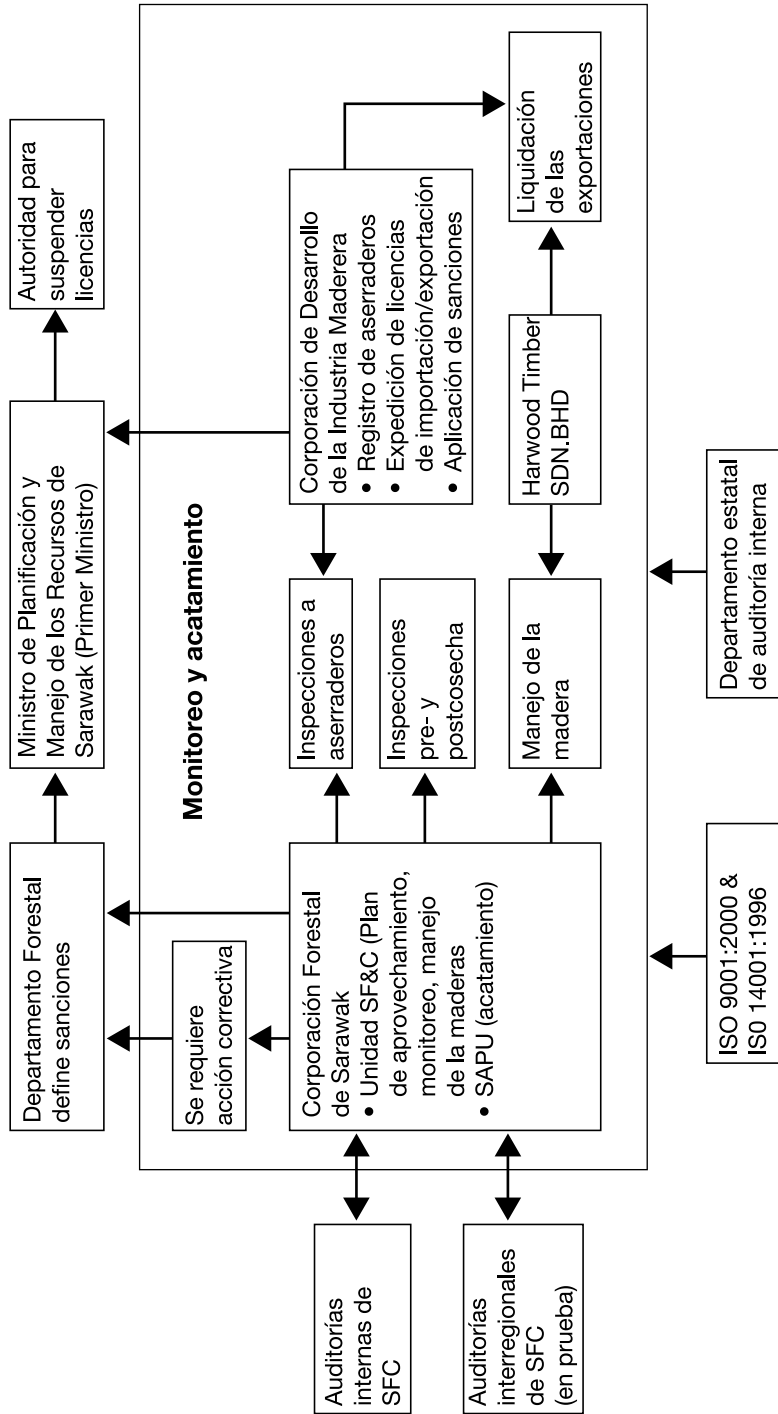 Departamento Forestal
define sanciones
Ministro de Planificación y
Manejo de los Recursos de
Sarawak (Primer Ministro)
Autoridad para
suspender
licencias
Monitoreo y acatamiento
Se requiere
acción correctiva
Auditorías
internas de
SFC
Auditorías
interregionales
de SFC
(en prueba)
Corporación Forestal
de Sarawak
• Unidad SF&C (Plan
de aprovechamiento,
monitoreo, manejo
de la maderas
• SAPU (acatamiento)
Inspecciones a
aserraderos
Inspecciones
pre- y
postcosecha
Manejo de la
madera
Corporación de Desarrollo
de la Industria Maderera
• Registro de aserraderos
• Expedición de licencias
de importación/exportación
• Aplicación de sanciones
Harwood Timber
SDN.BHD
Liquidación
de las
exportaciones
ISO 9001:2000 &
IS0 14001:1996
Departamento estatal
de auditoría interna